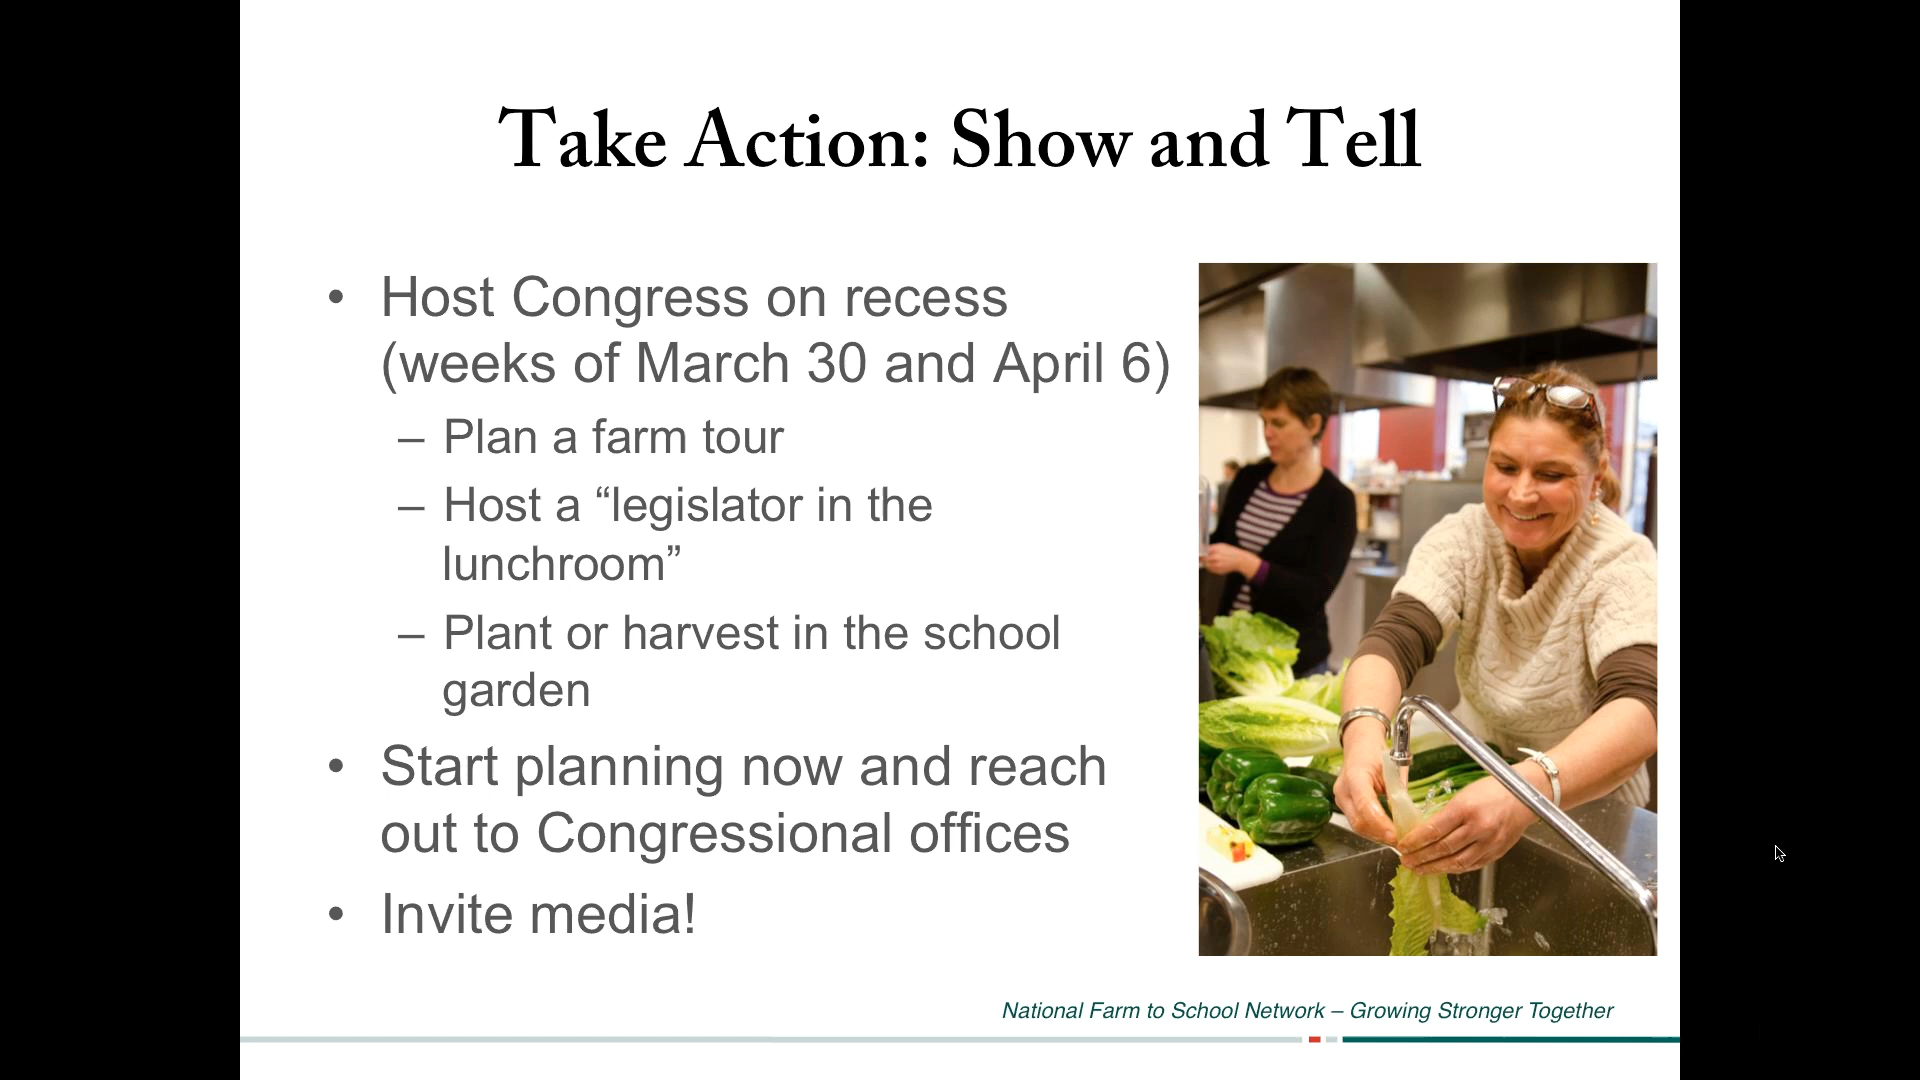 Take Action: Show and Tell
• Host Congress on recess
(weeks of March 30 and April 6)
– Plan a farm tour
– Host a “legislator in the
lunchroom”
– Plant or harvest in the school
garden
• Start planning now and reach
out to Congressional offices
• Invite media!
National Farm to School Network – Growing Stronger Together